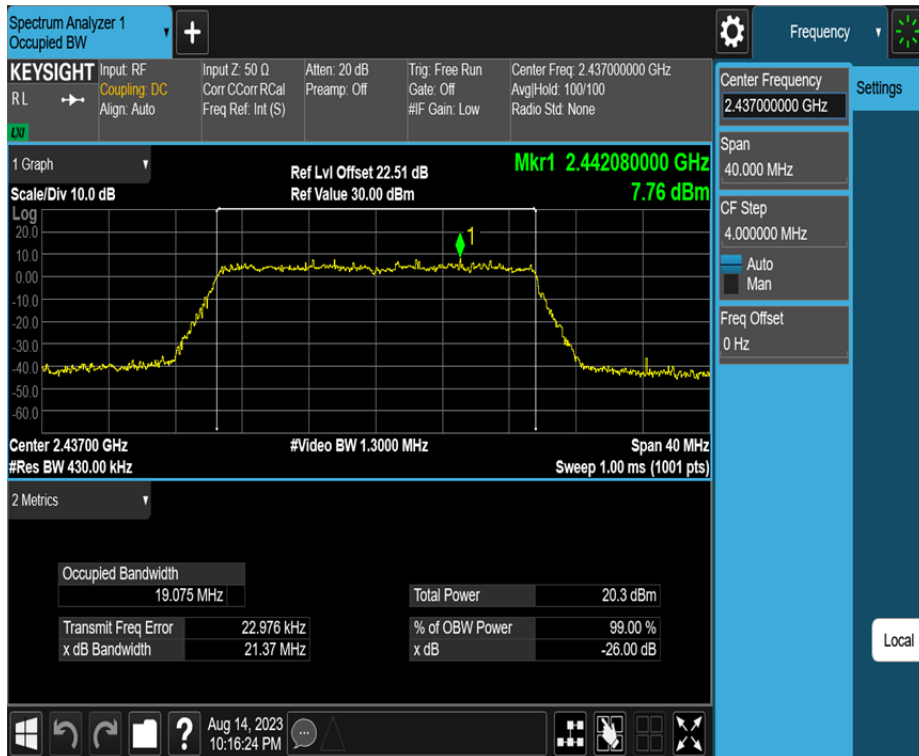 Spectrum Analyzer 1
Occupied BW
Frequency
KEYSIGHT
RL
LXI
Input: RF
Coupling: DC
Align: Auto
Input Z: 50 Ω
Corr CCorr RCal
Freq Ref: Int (S)
Atten: 20 dB
Preamp: Off
Trig: Free Run
Gate: Off
#IF Gain: Low
Center Freq: 2.437000000 GHz
Avg|Hold: 100/100
Radio Std: None
Center Frequency
2.437000000 GHz
Settings
Span
40.000 MHz
CF Step
4.000000 MHz
Auto
Man
Freq Offset
0 Hz
1 Graph
Scale/Div 10.0 dB
Ref Lvl Offset 22.51 dB
Ref Value 30.00 dBm
Mkr1 2.442080000 GHz
7.76 dBm
Log
20.0
10.0
0.00
-10.0
-20.0
-30.0
-40.0
-50.0
-60.0
1
Center 2.43700 GHz
#Video BW 1.3000 MHz
Span 40 MHz
#Res BW 430.00 kHz
Sweep 1.00 ms (1001 pts)
2 Metrics
Occupied Bandwidth
19.075 MHz
Total Power 20.3 dBm
Transmit Freq Error 22.976 kHz
% of OBW Power 99.00 %
x dB Bandwidth 21.37 MHz
x dB -26.00 dB
Local
?
Aug 14, 2023
10:16:24 PM